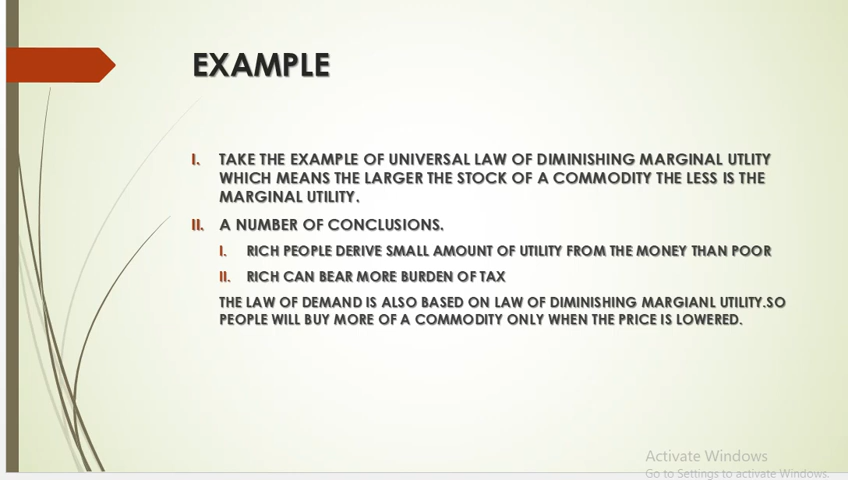 EXAMPLE
I. TAKE THE EXAMPLE OF UNIVERSAL LAW OF DIMINISHING MARGINAL UTLITY
WHICH MEANS THE LARGER THE STOCK OF A COMMODITY THE LESS IS THE
MARGINAL UTILITY.
II. A NUMBER OF CONCLUSIONS.
I. RICH PEOPLE DERIVE SMALL AMOUNT OF UTILITY FROM THE MONEY THAN POOR
II. RICH CAN BEAR MORE BURDEN OF TAX
THE LAW OF DEMAND IS ALSO BASED ON LAW OF DIMINISHING MARGIANL UTILITY.SO
PEOPLE WILL BUY MORE OF A COMMODITY ONLY WHEN THE PRICE IS LOWERED.
Activate Windows
Go to Settings to activate Windows.